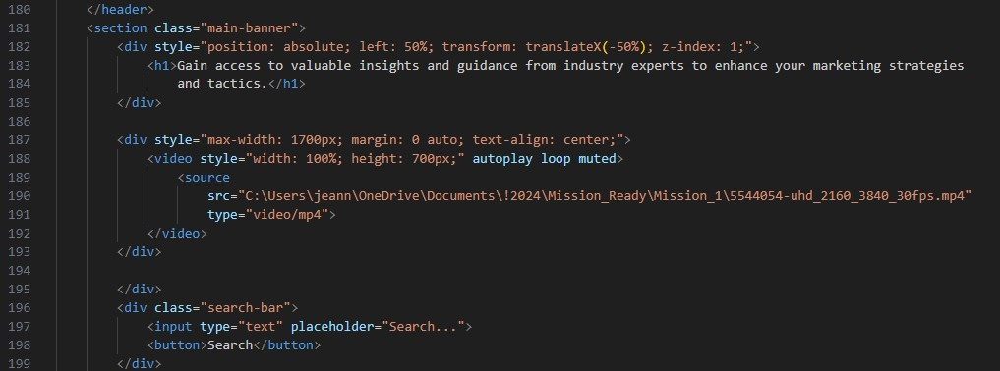 180 </header>
181 <section class="main-banner">
182 <div style="position: absolute; left: 50%; transform: translateX(-50%); z-index: 1;">
183 <h1>Gain access to valuable insights and guidance from industry experts to enhance your marketing strategies
184 and tactics.</h1>
185 </div>
186
187 <div style="max-width: 1700px; margin: 0 auto; text-align: center;">
188 <video style="width: 100%; height: 700px;" autoplay loop muted>
189 <source
190 src="C:\Users\jeann\OneDrive\Documents\!2024\Mission_Ready\Mission_1\5544054-uhd_2160_3840_30fps.mp4"
191 type="video/mp4">
192 </video>
193 </div>
194
195 </div>
196 <div class="search-bar">
197 <input type="text" placeholder="Search...">
198 <button>Search</button>
199 </div>